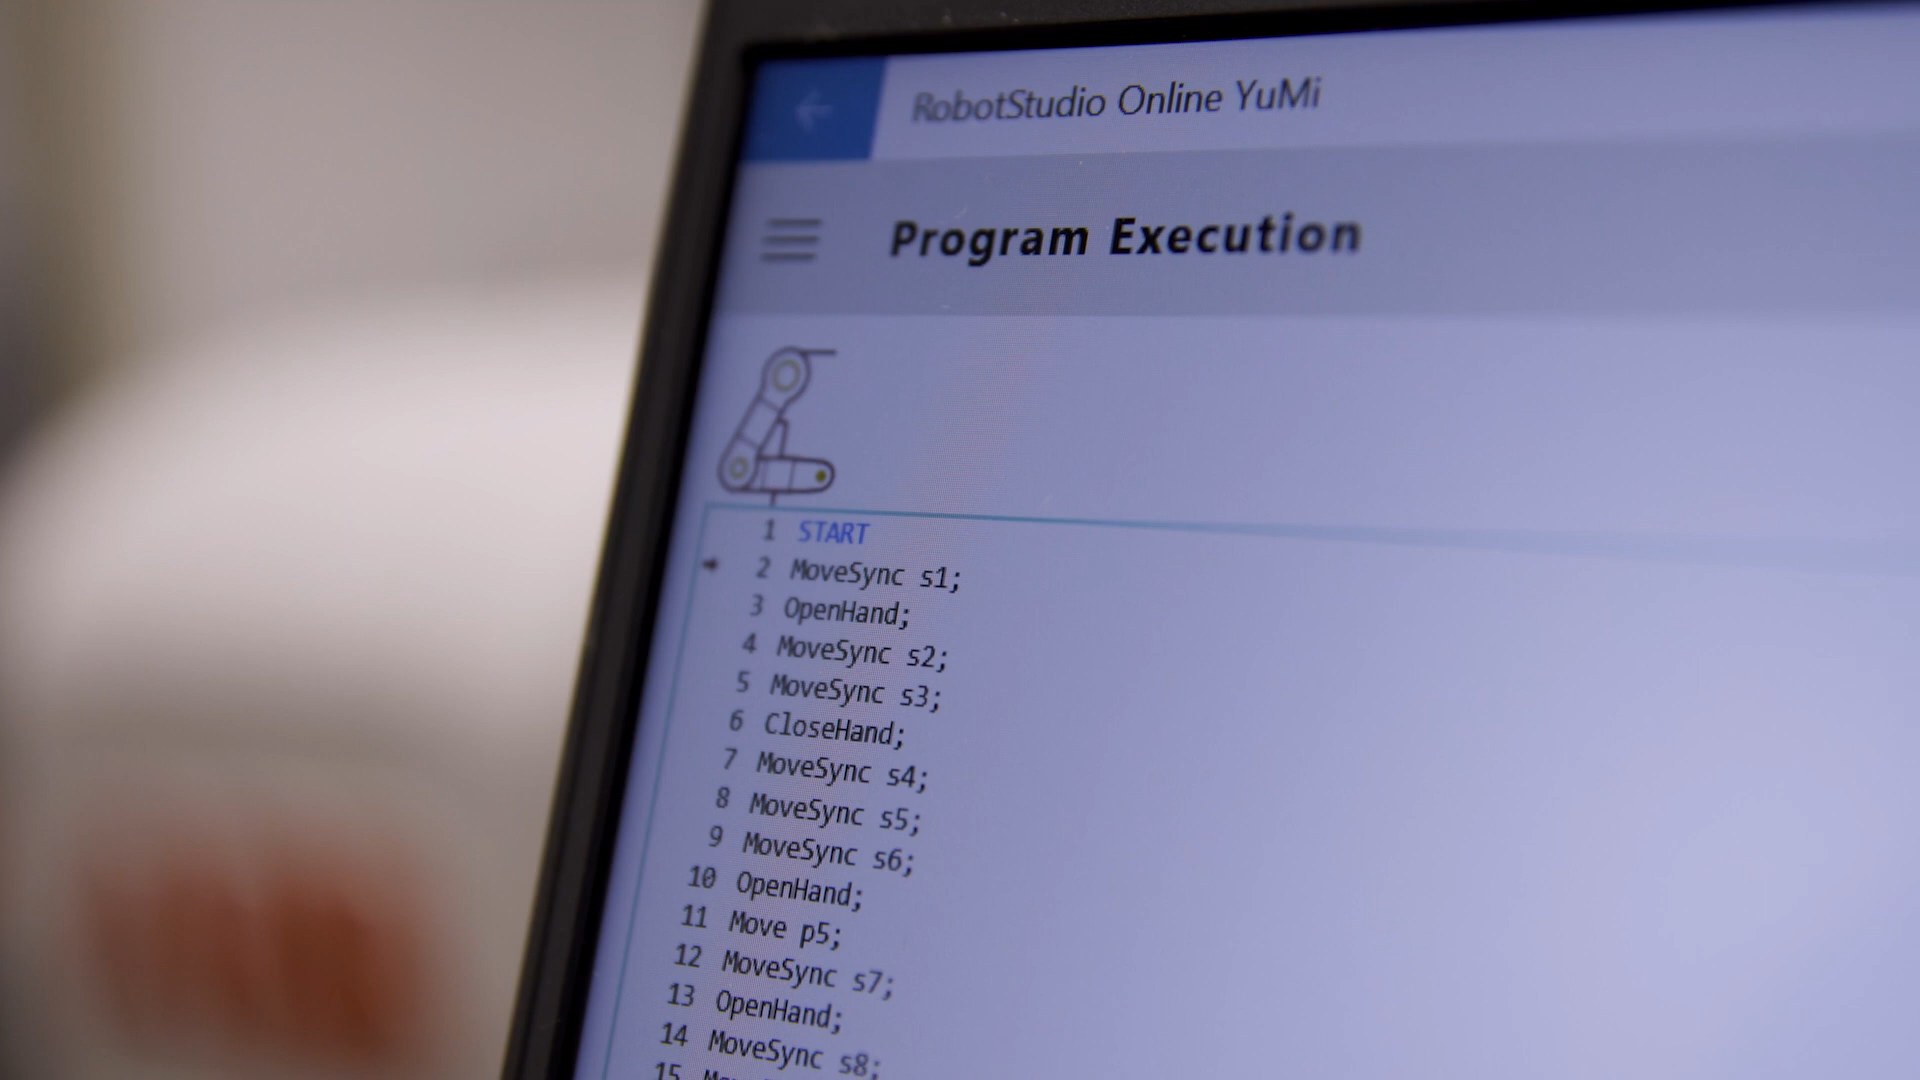 RobotStudio Online YuMi
Program Execution
1 START
2 MoveSync s1;
3 OpenHand;
4 MoveSync s2;
5 MoveSync s3;
6 CloseHand;
7 MoveSync s4;
8 MoveSync s5;
9 MoveSync s6;
10 OpenHand;
11 Move p5;
12 MoveSync s7;
13 OpenHand;
14 MoveSync s8;
15